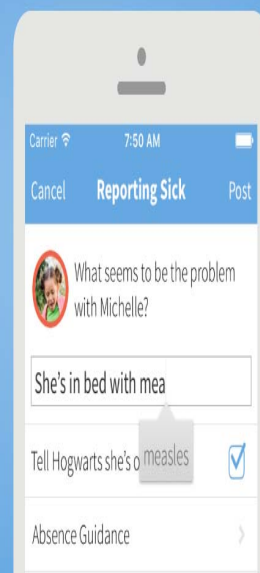 Carrier 7:50 AM
Cancel Reporting Sick Post
What seems to be the problem
with Michelle?
She's in bed with mea
measles
Tell Hogwarts she's o
Absence Guidance